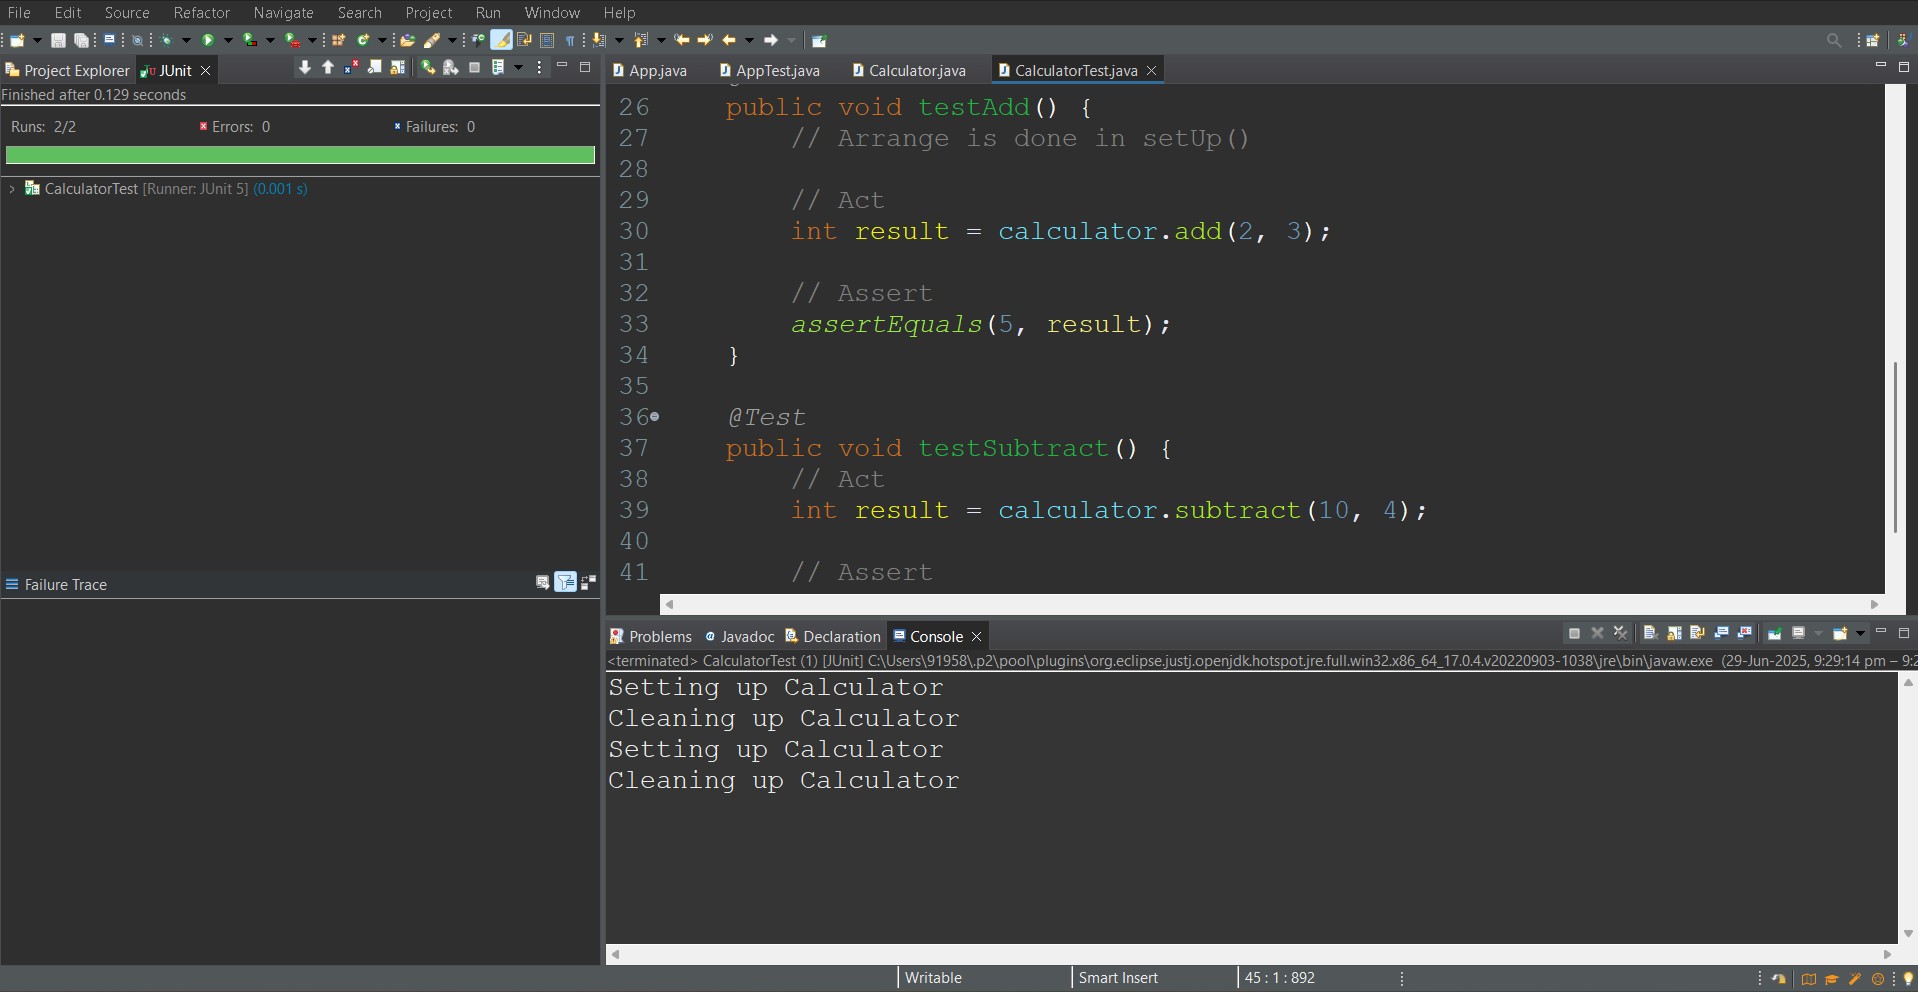 File Edit Source Refactor Navigate Search Project Run Window Help
Project Explorer JUnit
Finished after 0.129 seconds
Runs: 2/2 Errors: 0 Failures: 0
CalculatorTest [Runner: JUnit 5] (0.001 s)
Failure Trace
App.java AppTest.java Calculator.java CalculatorTest.java
26 public void testAdd() {
27 // Arrange is done in setUp()
28
29 // Act
30 int result = calculator.add(2, 3);
31
32 // Assert
33 assertEquals(5, result);
34 }
35
36 @Test
37 public void testSubtract() {
38 // Act
39 int result = calculator.subtract(10, 4);
40
41 // Assert
Problems Javadoc Declaration Console
<terminated> CalculatorTest (1) [JUnit] C:\Users\91958\.p2\pool\plugins\org.eclipse.justj.openjdk.hotspot.jre.full.win32.x86_64_17.0.4.v20220903-1038\jre\bin\javaw.exe (29-Jun-2025, 9:29:14 pm – 9:2
Setting up Calculator
Cleaning up Calculator
Setting up Calculator
Cleaning up Calculator
Writable Smart Insert 45 : 1 : 892